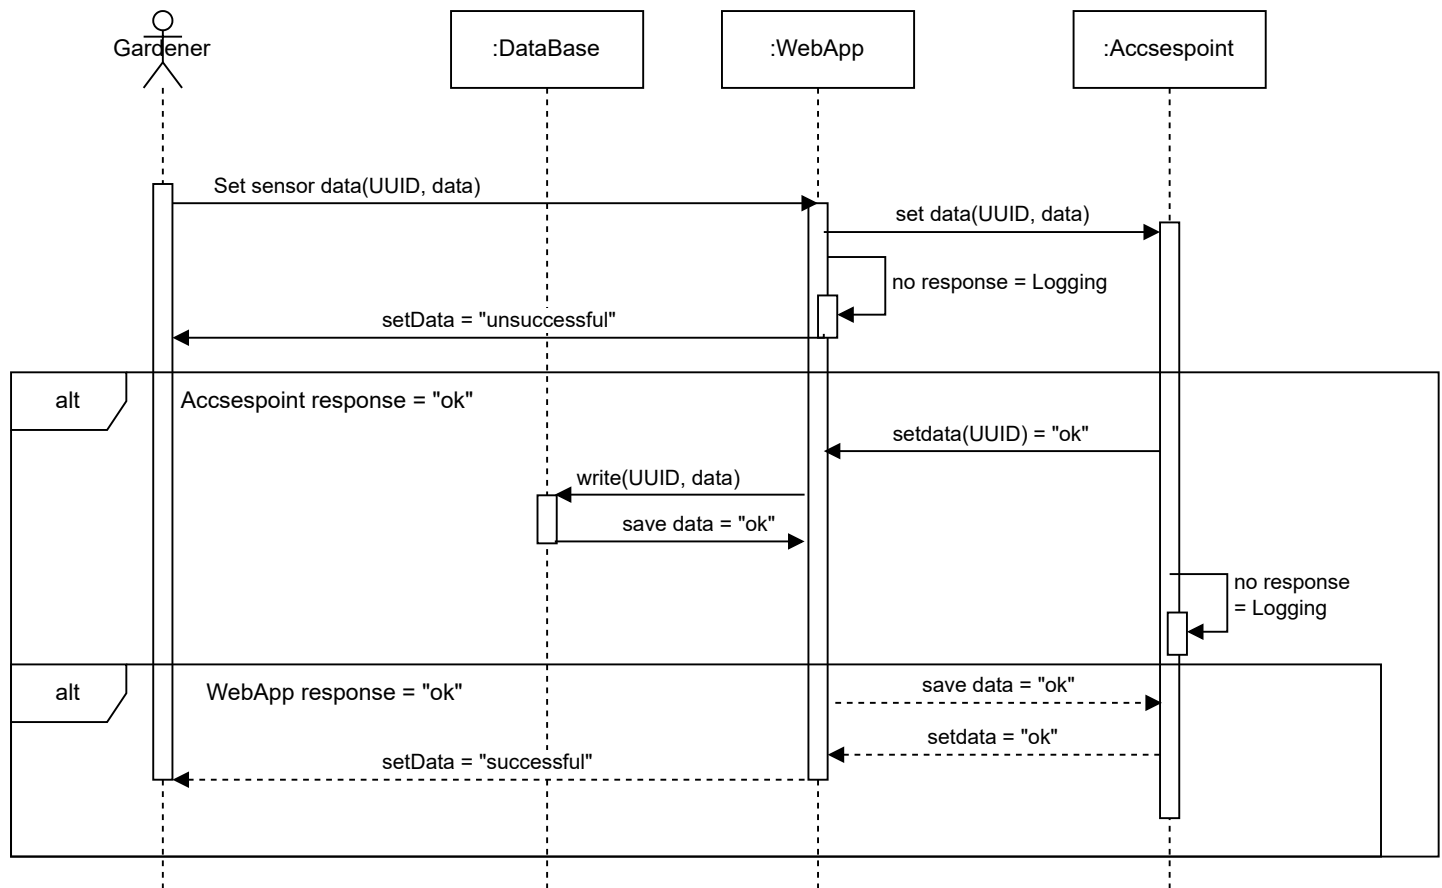 Gardener
:DataBase
:WebApp
:Accsespoint
Set sensor data(UUID, data)
set data(UUID, data)
no response = Logging
setData = "unsuccessful"
alt
Accsespoint response = "ok"
setdata(UUID) = "ok"
write(UUID, data)
save data = "ok"
no response
= Logging
alt
WebApp response = "ok"
save data = "ok"
setdata = "ok"
setData = "successful"